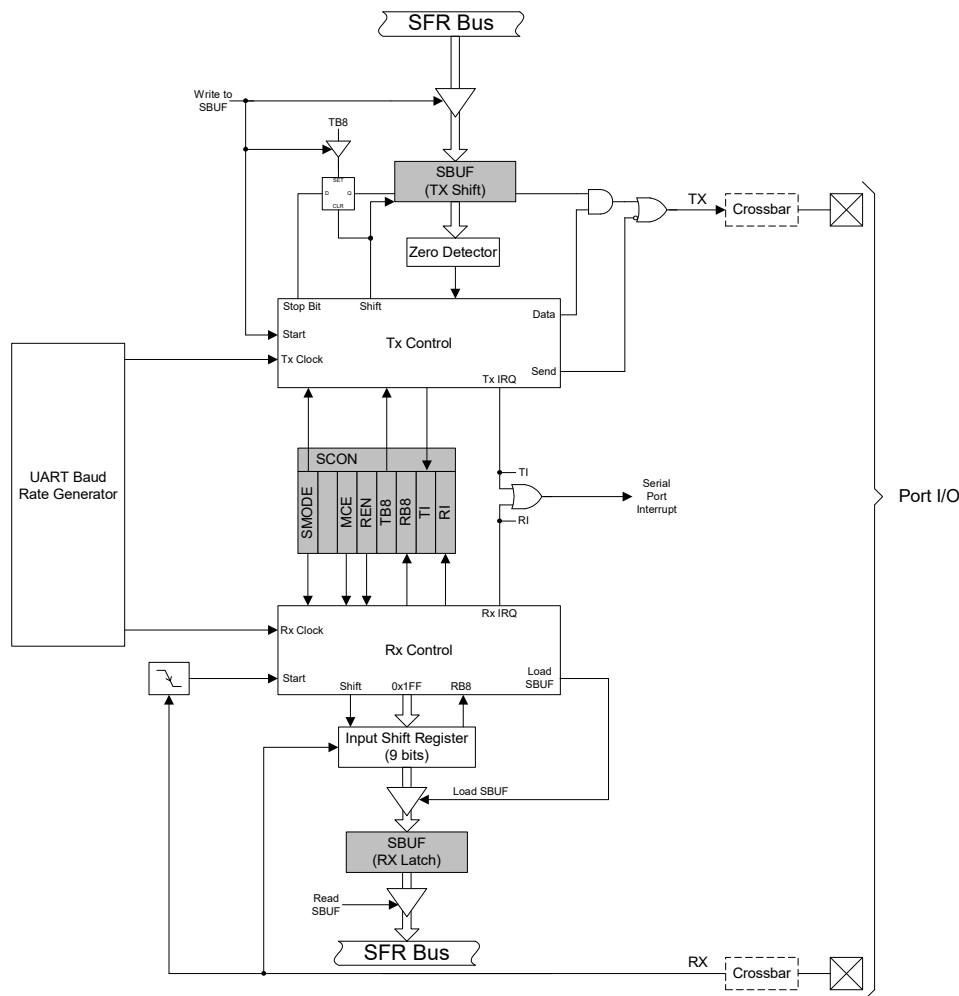 SFR Bus
Write to
SBUF
TB8
SET
D
Q
CLR
SBUF
(TX Shift)
TX
Crossbar
Zero Detector
Stop Bit
Shift
Data
Start
Tx Control
Tx Clock
Send
Tx IRQ
UART Baud
Rate Generator
SCON
SMODE
MCE
REN
TB8
RB8
TI
RI
TI
Serial
Port
Interrupt
RI
Port I/O
Rx IRQ
Rx Clock
Rx Control
Start
Load
SBUF
Shift
0x1FF
RB8
Input Shift Register
(9 bits)
Load SBUF
SBUF
(RX Latch)
Read
SBUF
SFR Bus
RX
Crossbar